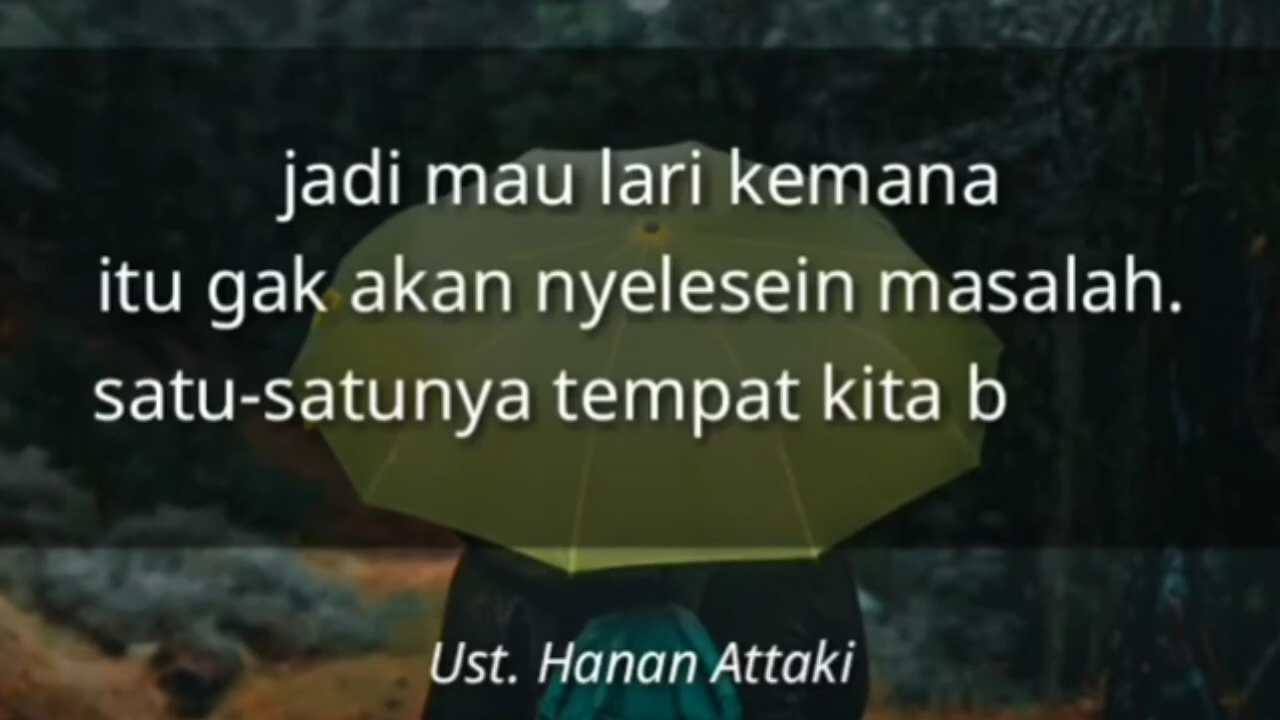 jadi mau lari kemana
itu gak akan nyelesein masalah.
satu-satunya tempat kita b
Ust. Hanan Attaki